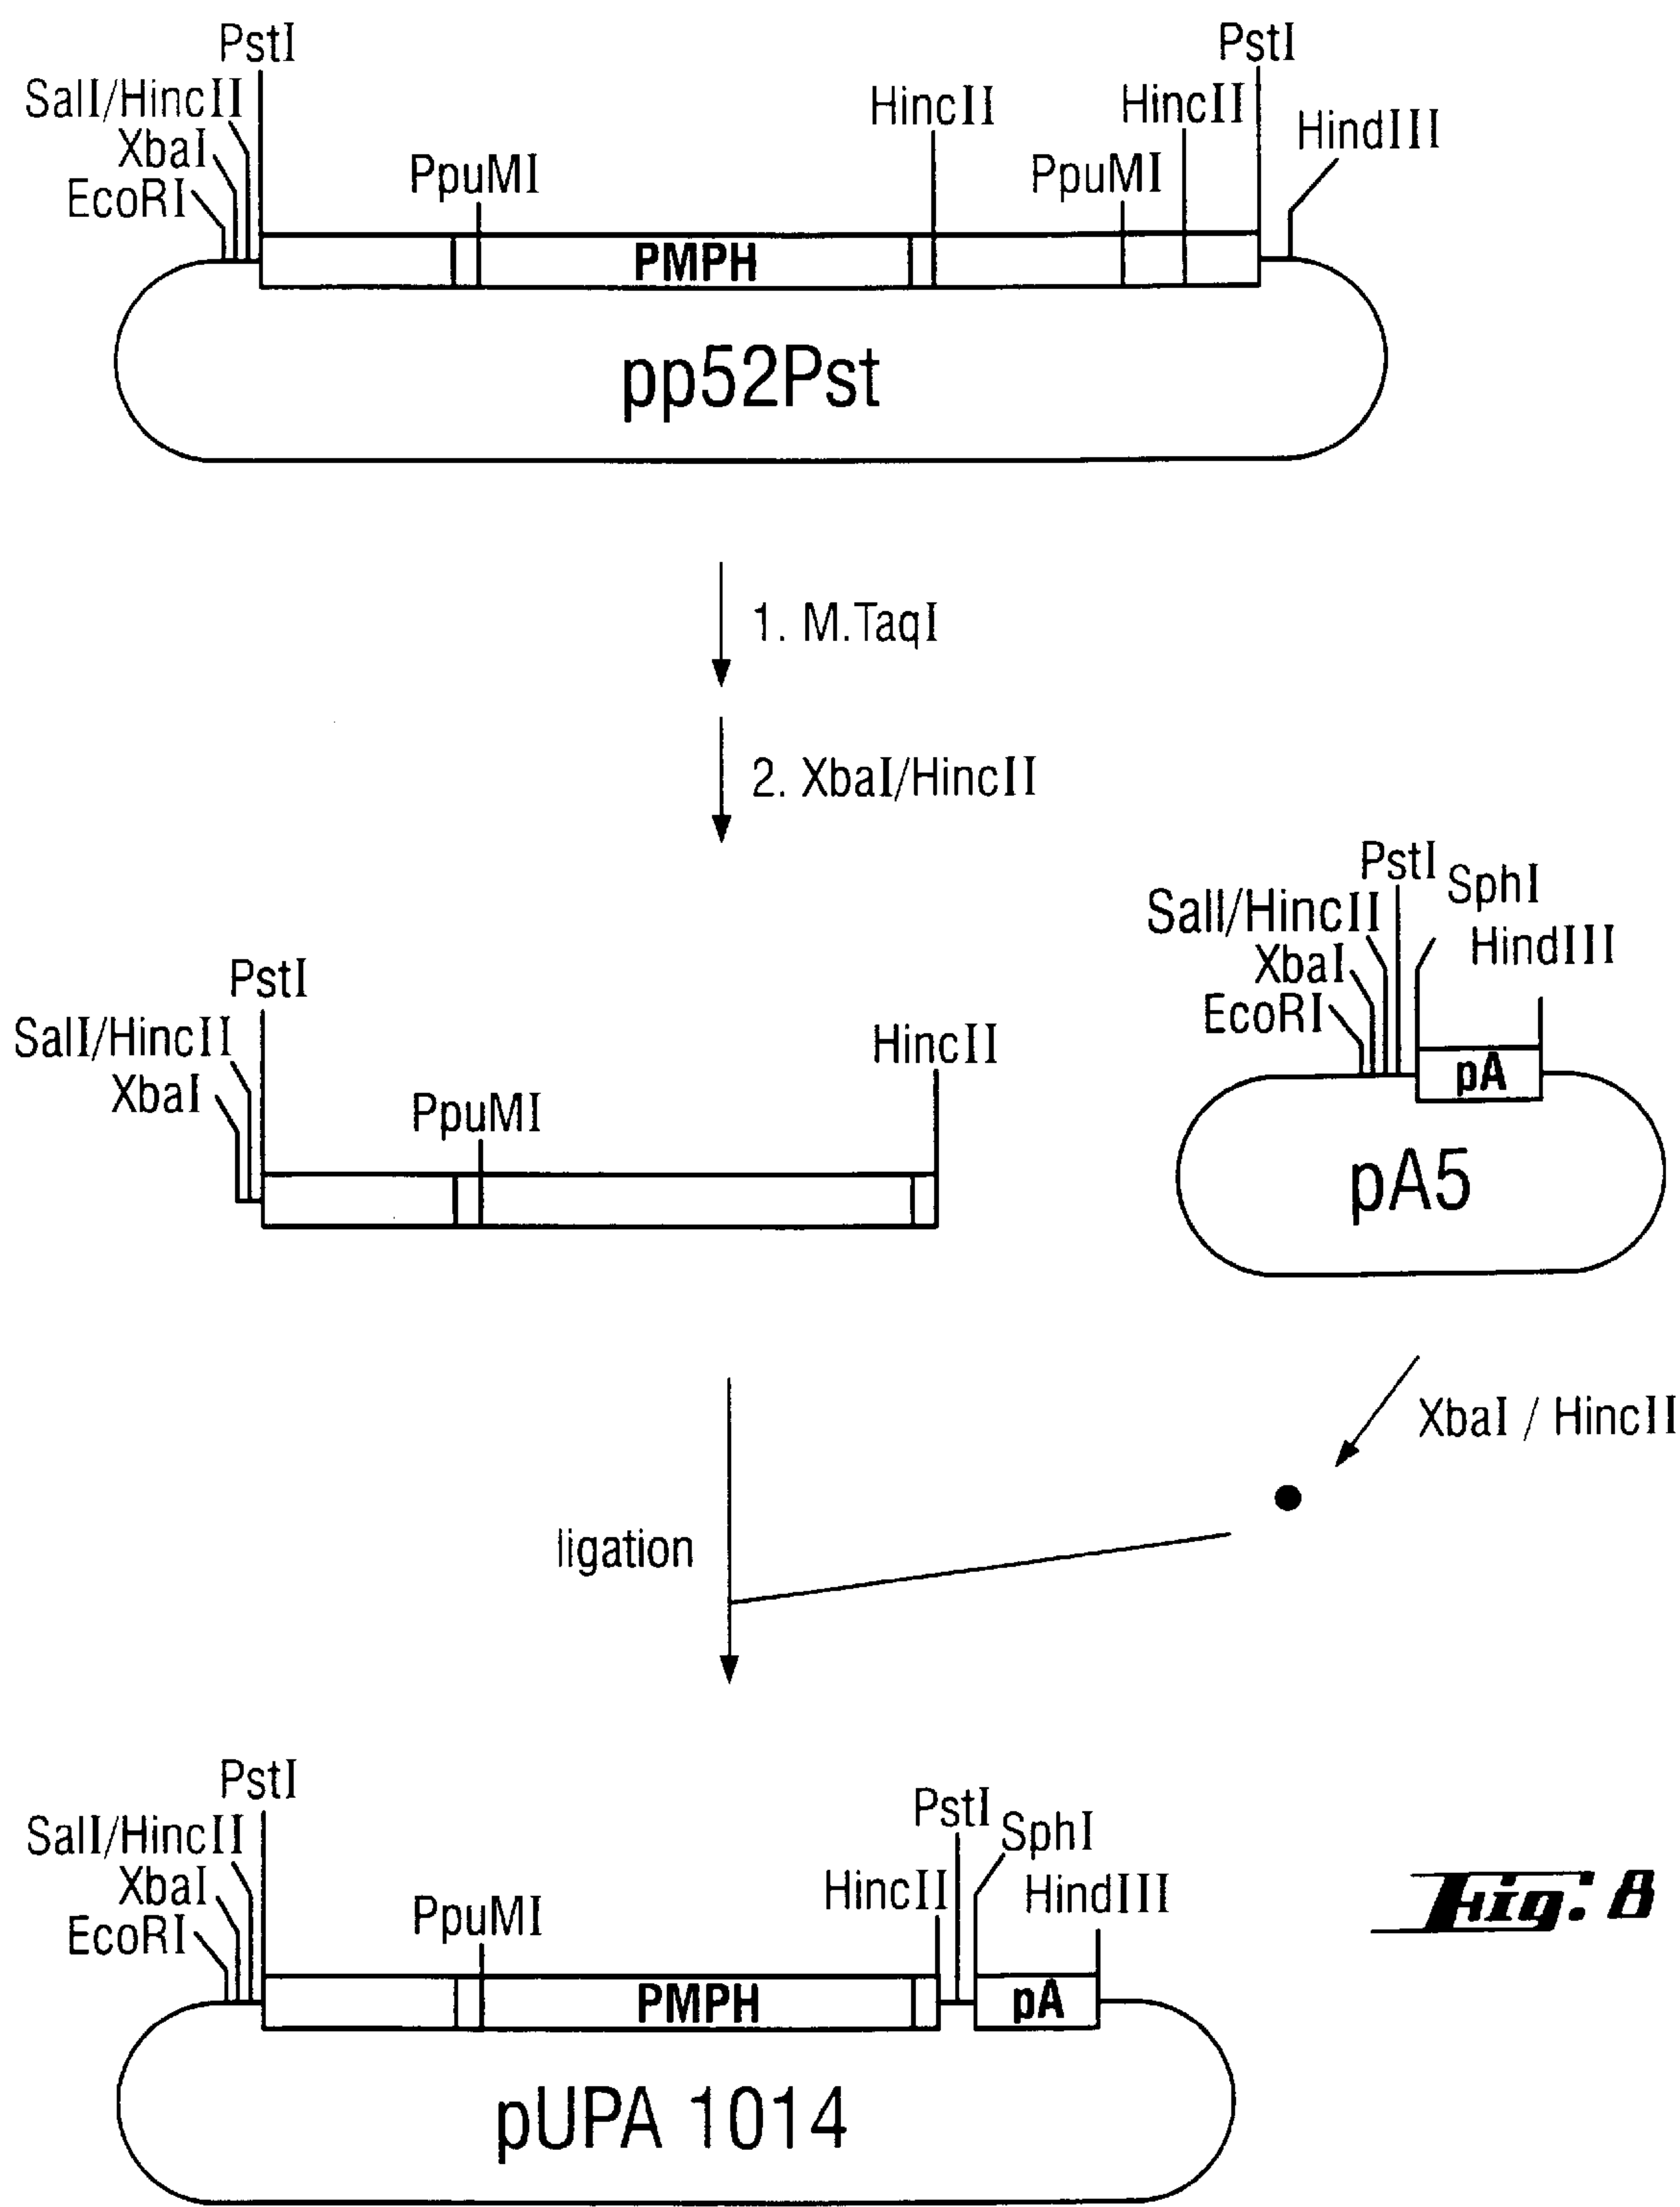 PstI
PstI
SalI/HincII
HincII
HincII
HindIII
XbaI
PpuMI
PpuMI
EcoRI
PMPH
pp52Pst
1. M.TaqI
2. XbaI/HincII
PstI
SphI
SalI/HincII
HindIII
XbaI
EcoRI
pA
pA5
PstI
SalI/HincII
HincII
XbaI
PpuMI
XbaI / HincII
ligation
PstI
PstI
SphI
SalI/HincII
HincII
HindIII
XbaI
PpuMI
EcoRI
PMPH
pA
pUPA 1014
Fig. 8